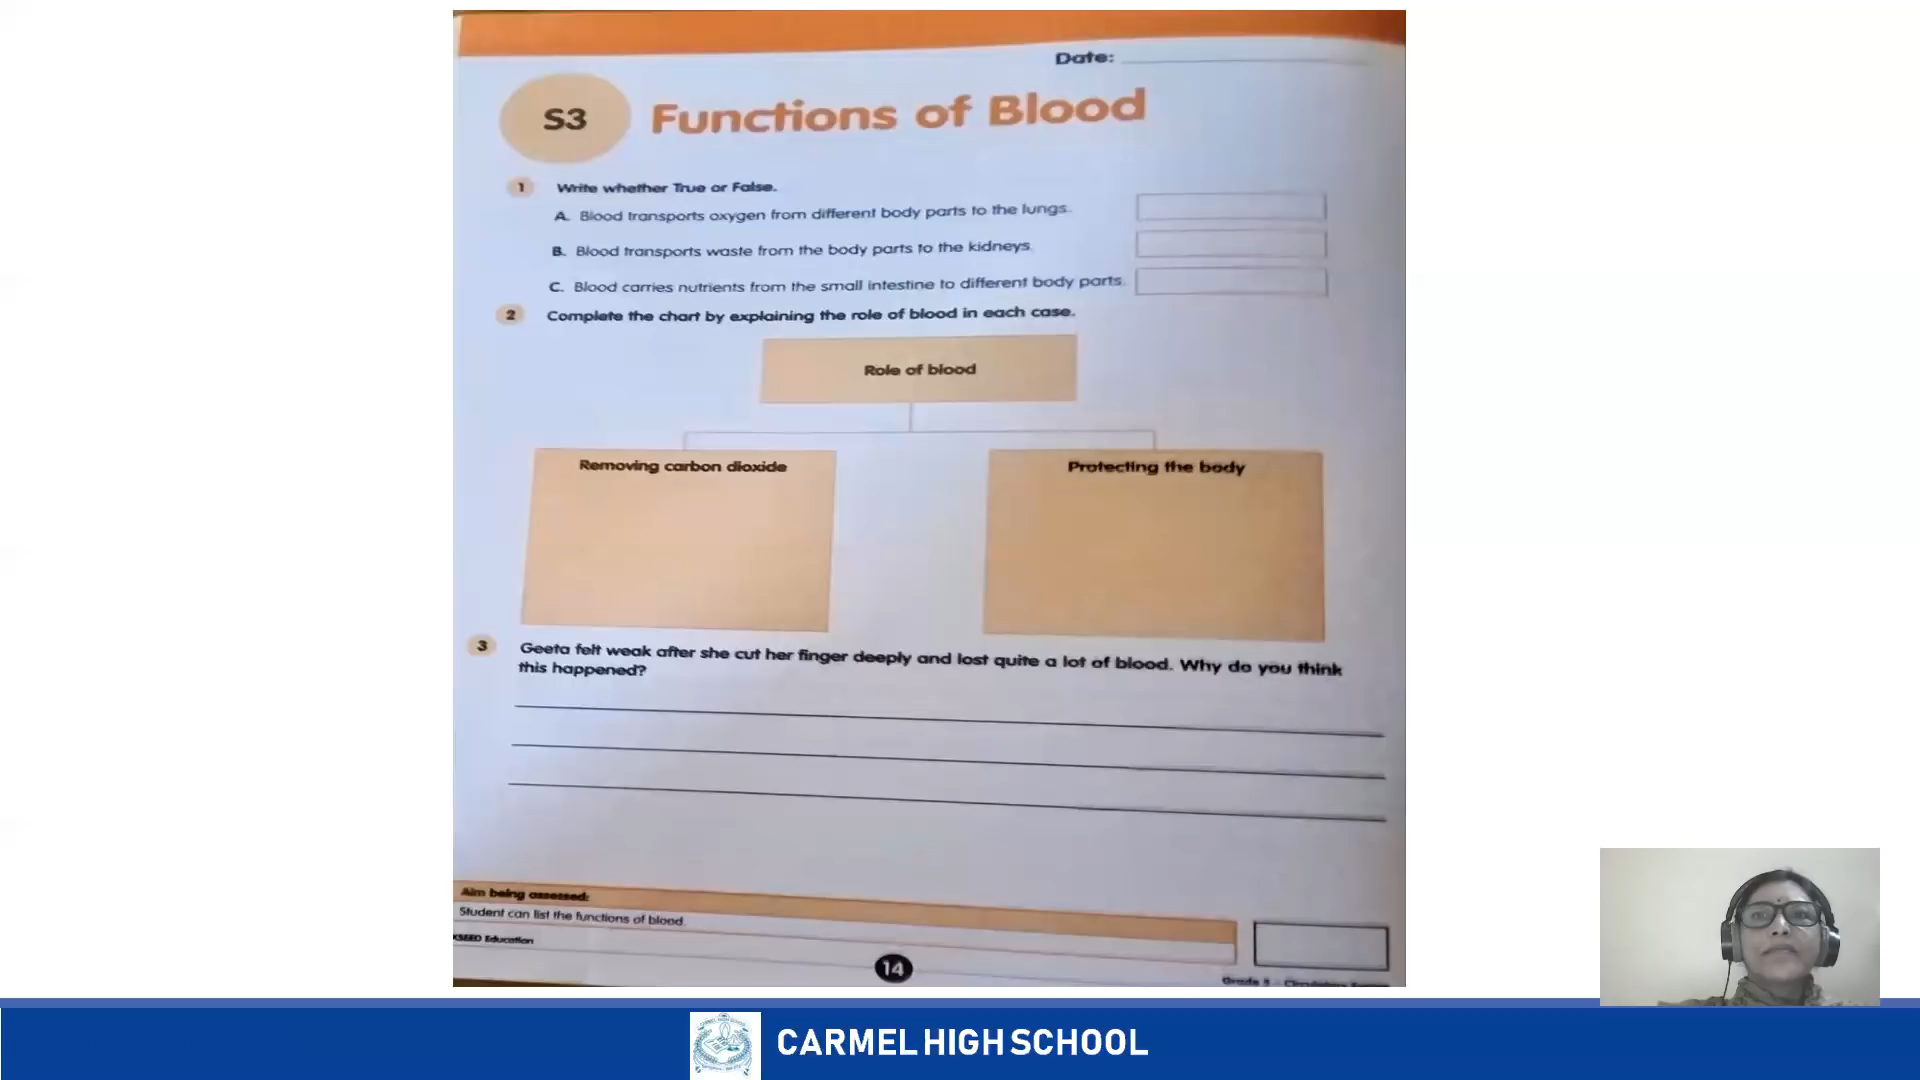 Date:
S3
Functions of Blood
1 Write whether True or False.
A. Blood transports oxygen from different body parts to the lungs.
B. Blood transports waste from the body parts to the kidneys.
C. Blood carries nutrients from the small intestine to different body parts.
2 Complete the chart by explaining the role of blood in each case.
Role of blood
Removing carbon dioxide
Protecting the body
3 Geeta felt weak after she cut her finger deeply and lost quite a lot of blood. Why do you think
this happened?
Aim being assessed:
Student can list the functions of blood.
XSEED Education
14
Grade 5 - Circulatory
CARMEL HIGH SCHOOL